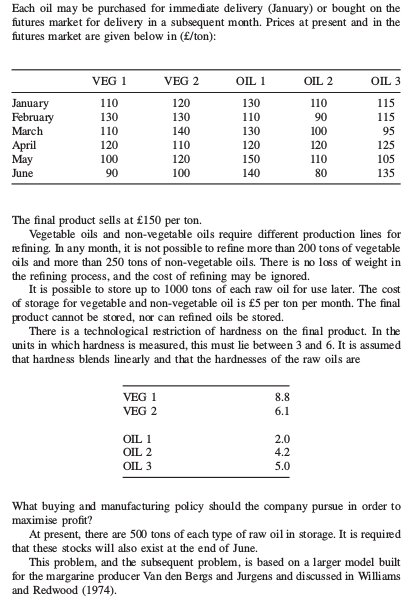 Each oil may be purchased for immediate delivery (January) or bought on the
futures market for delivery in a subsequent month. Prices at present and in the
futures market are given below in (£/ton):
VEG 1 VEG 2 OIL 1 OIL 2 OIL 3
January 110 120 130 110 115
February 130 130 110 90 115
March 110 140 130 100 95
April 120 110 120 120 125
May 100 120 150 110 105
June 90 100 140 80 135
The final product sells at £150 per ton.
Vegetable oils and non-vegetable oils require different production lines for
refining. In any month, it is not possible to refine more than 200 tons of vegetable
oils and more than 250 tons of non-vegetable oils. There is no loss of weight in
the refining process, and the cost of refining may be ignored.
It is possible to store up to 1000 tons of each raw oil for use later. The cost
of storage for vegetable and non-vegetable oil is £5 per ton per month. The final
product cannot be stored, nor can refined oils be stored.
There is a technological restriction of hardness on the final product. In the
units in which hardness is measured, this must lie between 3 and 6. It is assumed
that hardness blends linearly and that the hardnesses of the raw oils are
VEG 1 8.8
VEG 2 6.1
OIL 1 2.0
OIL 2 4.2
OIL 3 5.0
What buying and manufacturing policy should the company pursue in order to
maximise profit?
At present, there are 500 tons of each type of raw oil in storage. It is required
that these stocks will also exist at the end of June.
This problem, and the subsequent problem, is based on a larger model built
for the margarine producer Van den Bergs and Jurgens and discussed in Williams
and Redwood (1974).